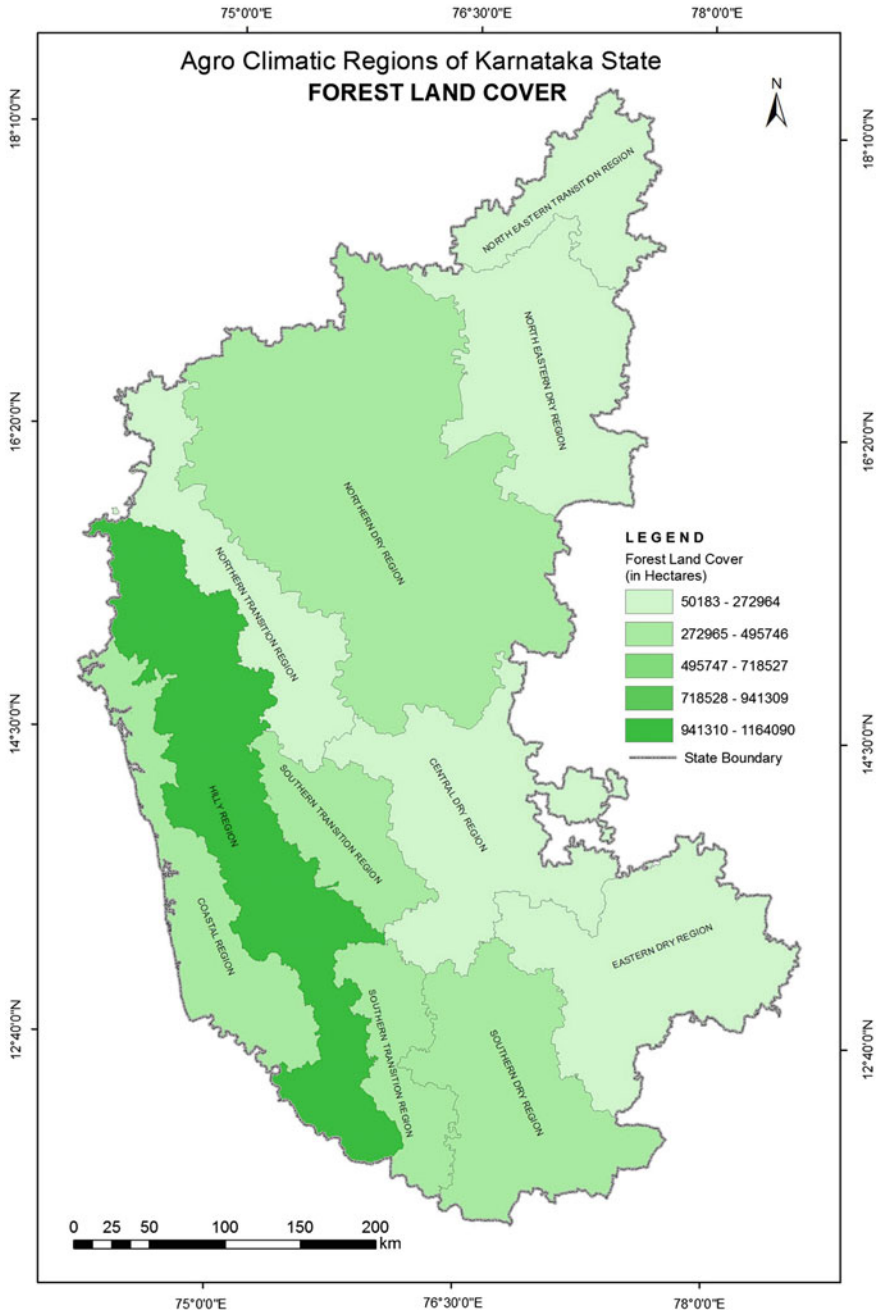 75°0'0"E 76°30'0"E 78°0'0"E
Agro Climatic Regions of Karnataka State
FOREST LAND COVER
N
18°10'0"N
18°10'0"N
NORTH EASTERN TRANSITION REGION
NORTH EASTERN DRY REGION
16°20'0"N
16°20'0"N
NORTHERN DRY REGION
NORTHERN TRANSITION REGION
LEGEND
Forest Land Cover
(in Hectares)
50183 - 272964
272965 - 495746
495747 - 718527
718528 - 941309
941310 - 1164090
State Boundary
14°30'0"N
14°30'0"N
HILLY REGION
SOUTHERN TRANSITION REGION
CENTRAL DRY REGION
COASTAL REGION
EASTERN DRY REGION
12°40'0"N
12°40'0"N
SOUTHERN TRANSITION REGION
SOUTHERN DRY REGION
0 25 50 100 150 200
km
75°0'0"E 76°30'0"E 78°0'0"E